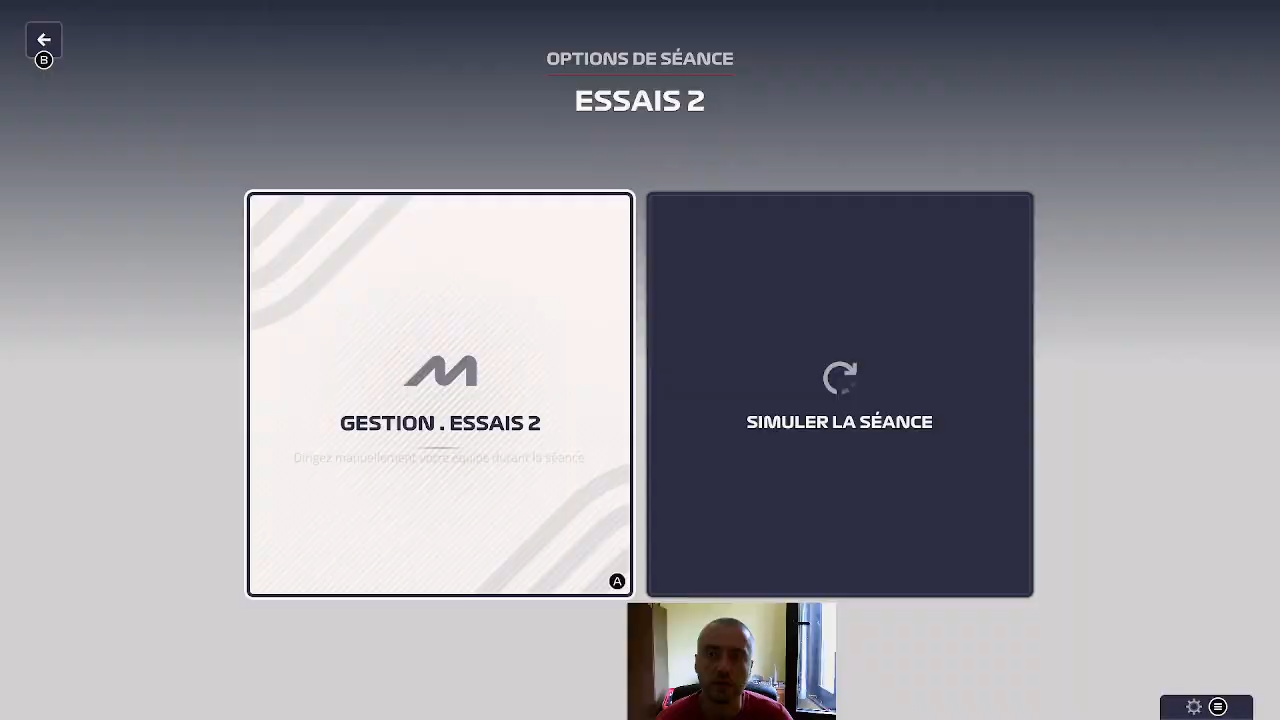 B
OPTIONS DE SÉANCE
ESSAIS 2
GESTION . ESSAIS 2
Dirigez manuellement votre équipe durant la séance.
A
SIMULER LA SÉANCE